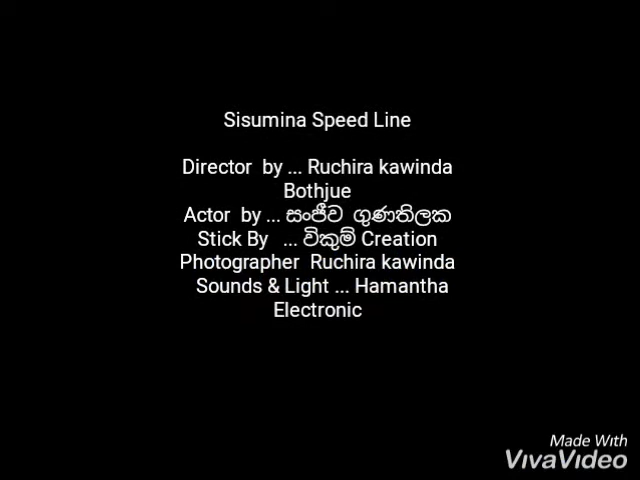 Sisumina Speed Line
Director by ... Ruchira kawinda
Bothjue
Actor by ... සංජීව ගුණතිලක
Stick By ... විකුම් Creation
Photographer Ruchira kawinda
Sounds & Light ... Hamantha
Electronic
Made With
VivaVideo